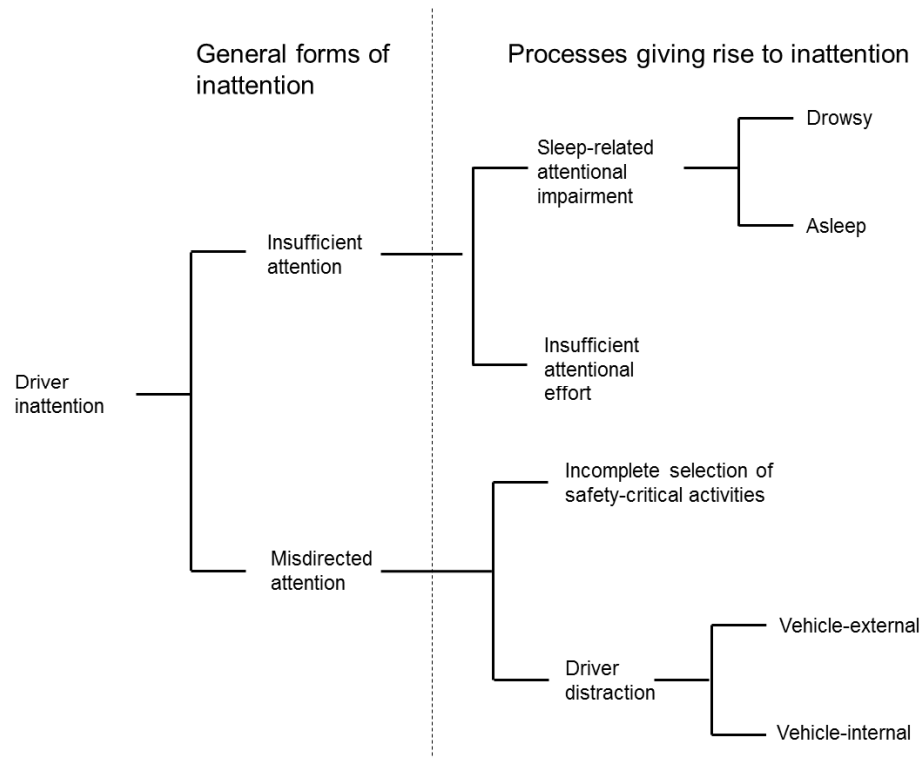 General forms of
inattention
Processes giving rise to inattention
Drowsy
Sleep-related
attentional
impairment
Asleep
Insufficient
attention
Insufficient
attentional
effort
Driver
inattention
Incomplete selection of
safety-critical activities
Misdirected
attention
Vehicle-external
Driver
distraction
Vehicle-internal